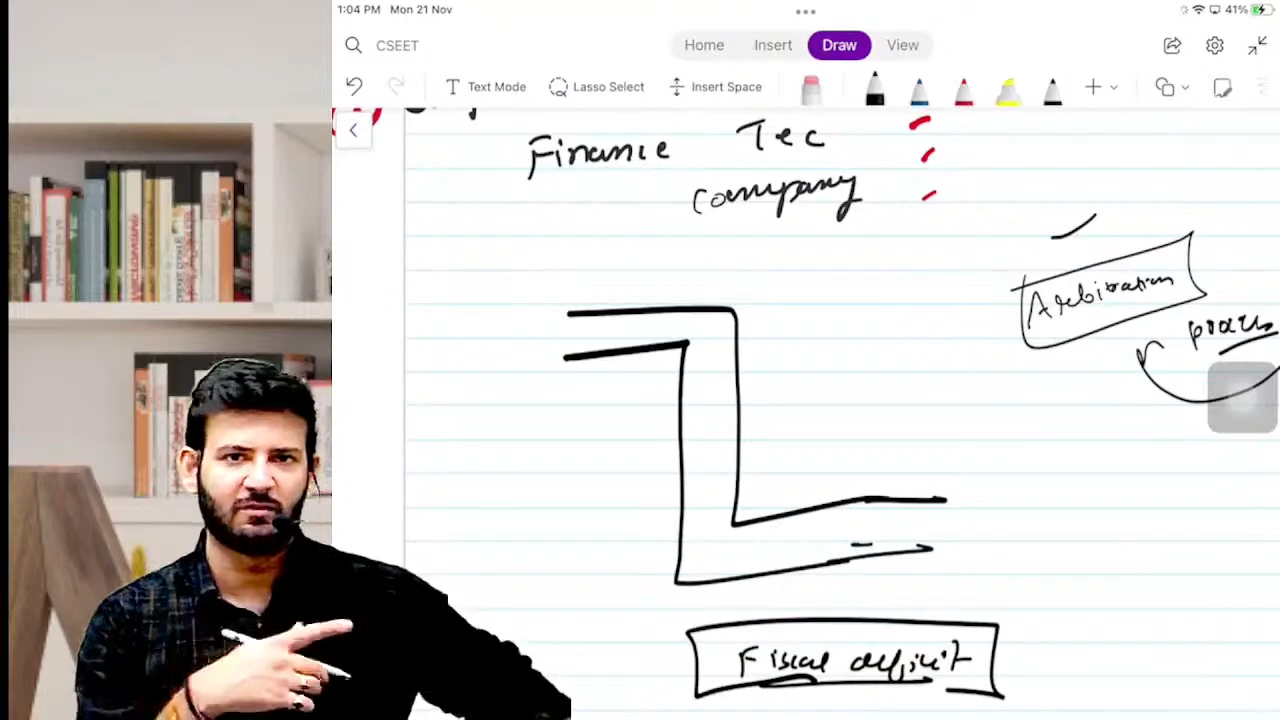 1:04 PM Mon 21 Nov
41%
CSEET
Home Insert Draw View
Text Mode Lasso Select Insert Space
Finance Tec
company
Arbitration
process
Fiscal deficit